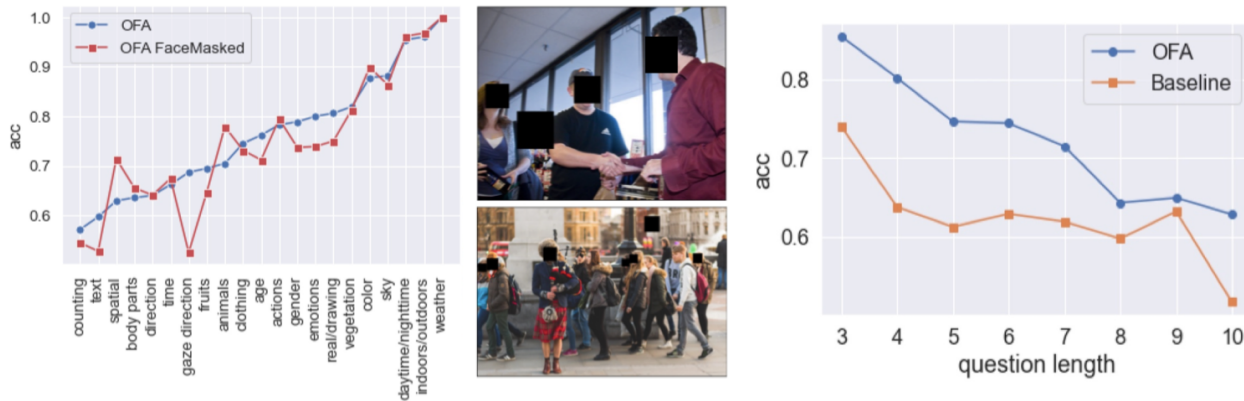 OFA
OFA FaceMasked
acc
1.0
0.9
0.8
0.7
0.6
counting
text
spatial
body parts
direction
time
gaze direction
fruits
animals
clothing
age
actions
gender
emotions
real/drawing
vegetation
color
sky
daytime/nighttime
indoors/outdoors
weather
OFA
Baseline
acc
0.8
0.7
0.6
3 4 5 6 7 8 9 10
question length